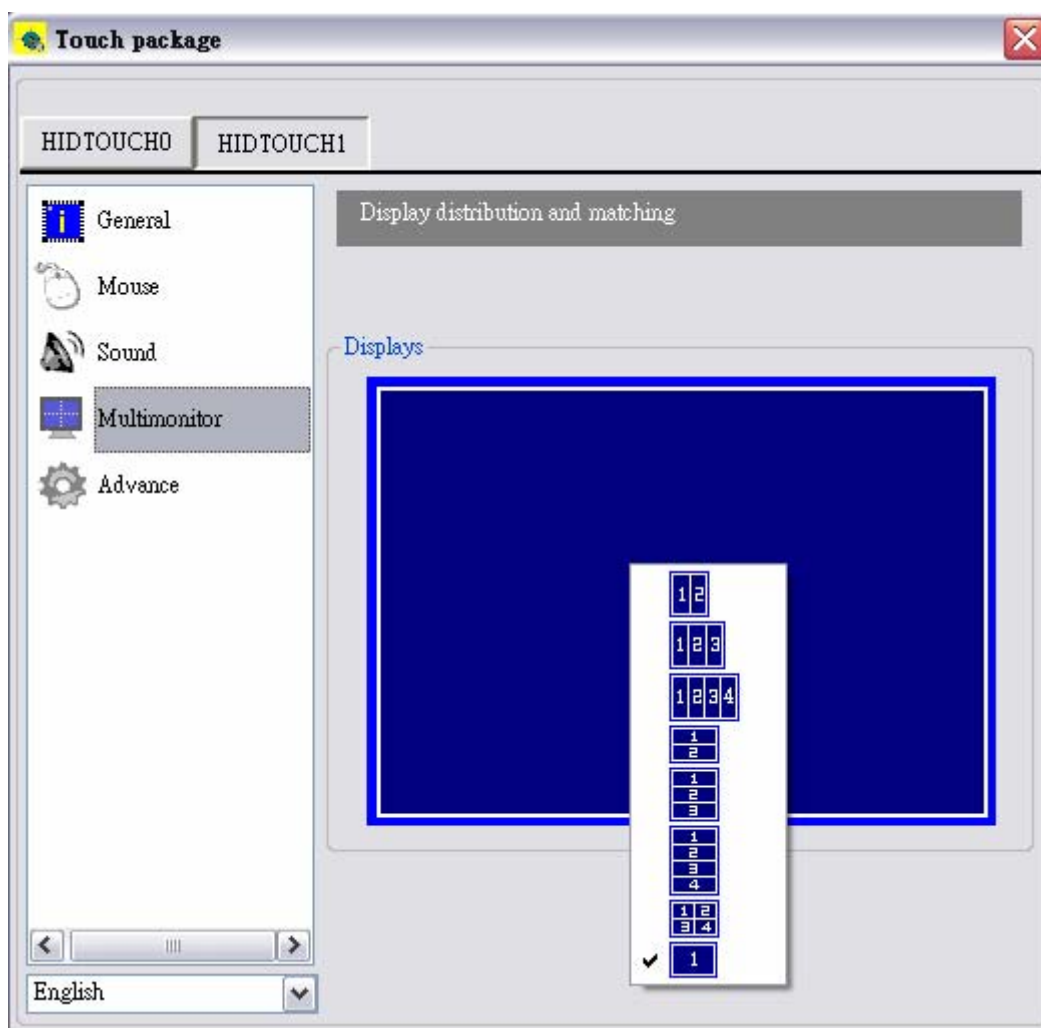 Touch package
HIDTOUCH0 HIDTOUCH1
General
Mouse
Sound
Multimonitor
Advance
English
Display distribution and matching
Displays
1 2
1 2 3
1 2 3 4
1
2
1
2
3
1
2
3
4
1 2
3 4
1